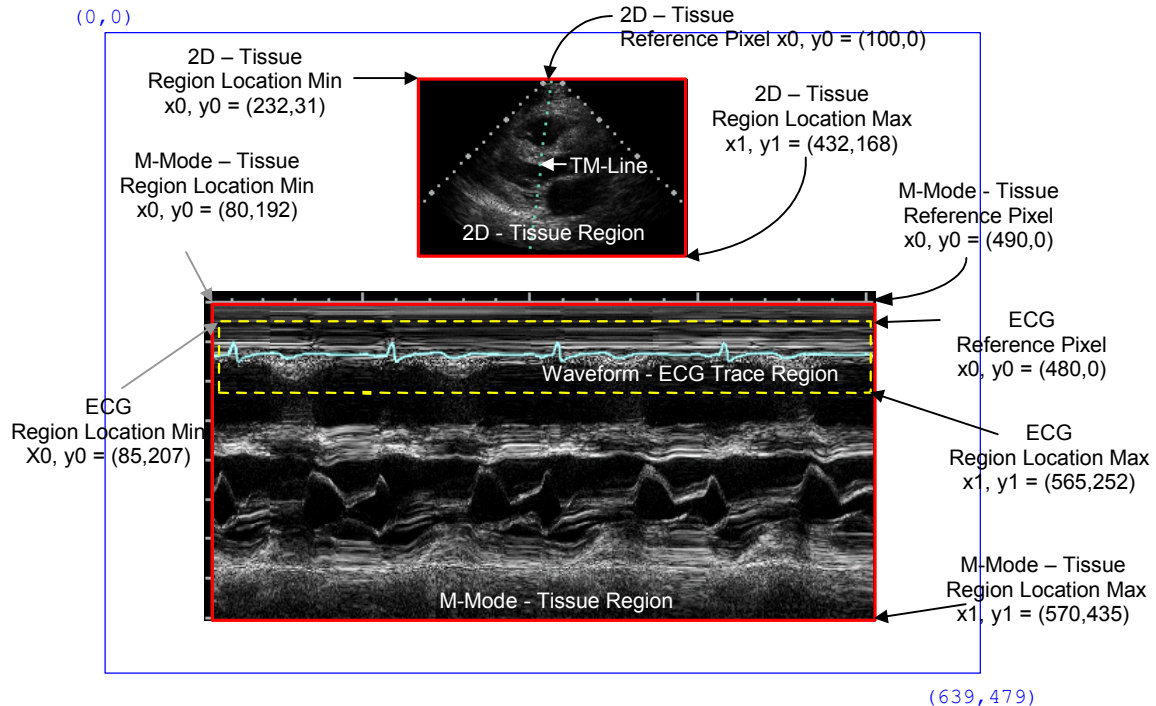 (0,0)
2D – Tissue
Reference Pixel x0, y0 = (100,0)
2D – Tissue
Region Location Min
x0, y0 = (232,31)
2D – Tissue
Region Location Max
x1, y1 = (432,168)
TM-Line
2D - Tissue Region
M-Mode – Tissue
Region Location Min
x0, y0 = (80,192)
M-Mode - Tissue
Reference Pixel
x0, y0 = (490,0)
ECG
Reference Pixel
x0, y0 = (480,0)
Waveform - ECG Trace Region
ECG
Region Location Min
X0, y0 = (85,207)
ECG
Region Location Max
x1, y1 = (565,252)
M-Mode – Tissue
Region Location Max
x1, y1 = (570,435)
M-Mode - Tissue Region
(639,479)